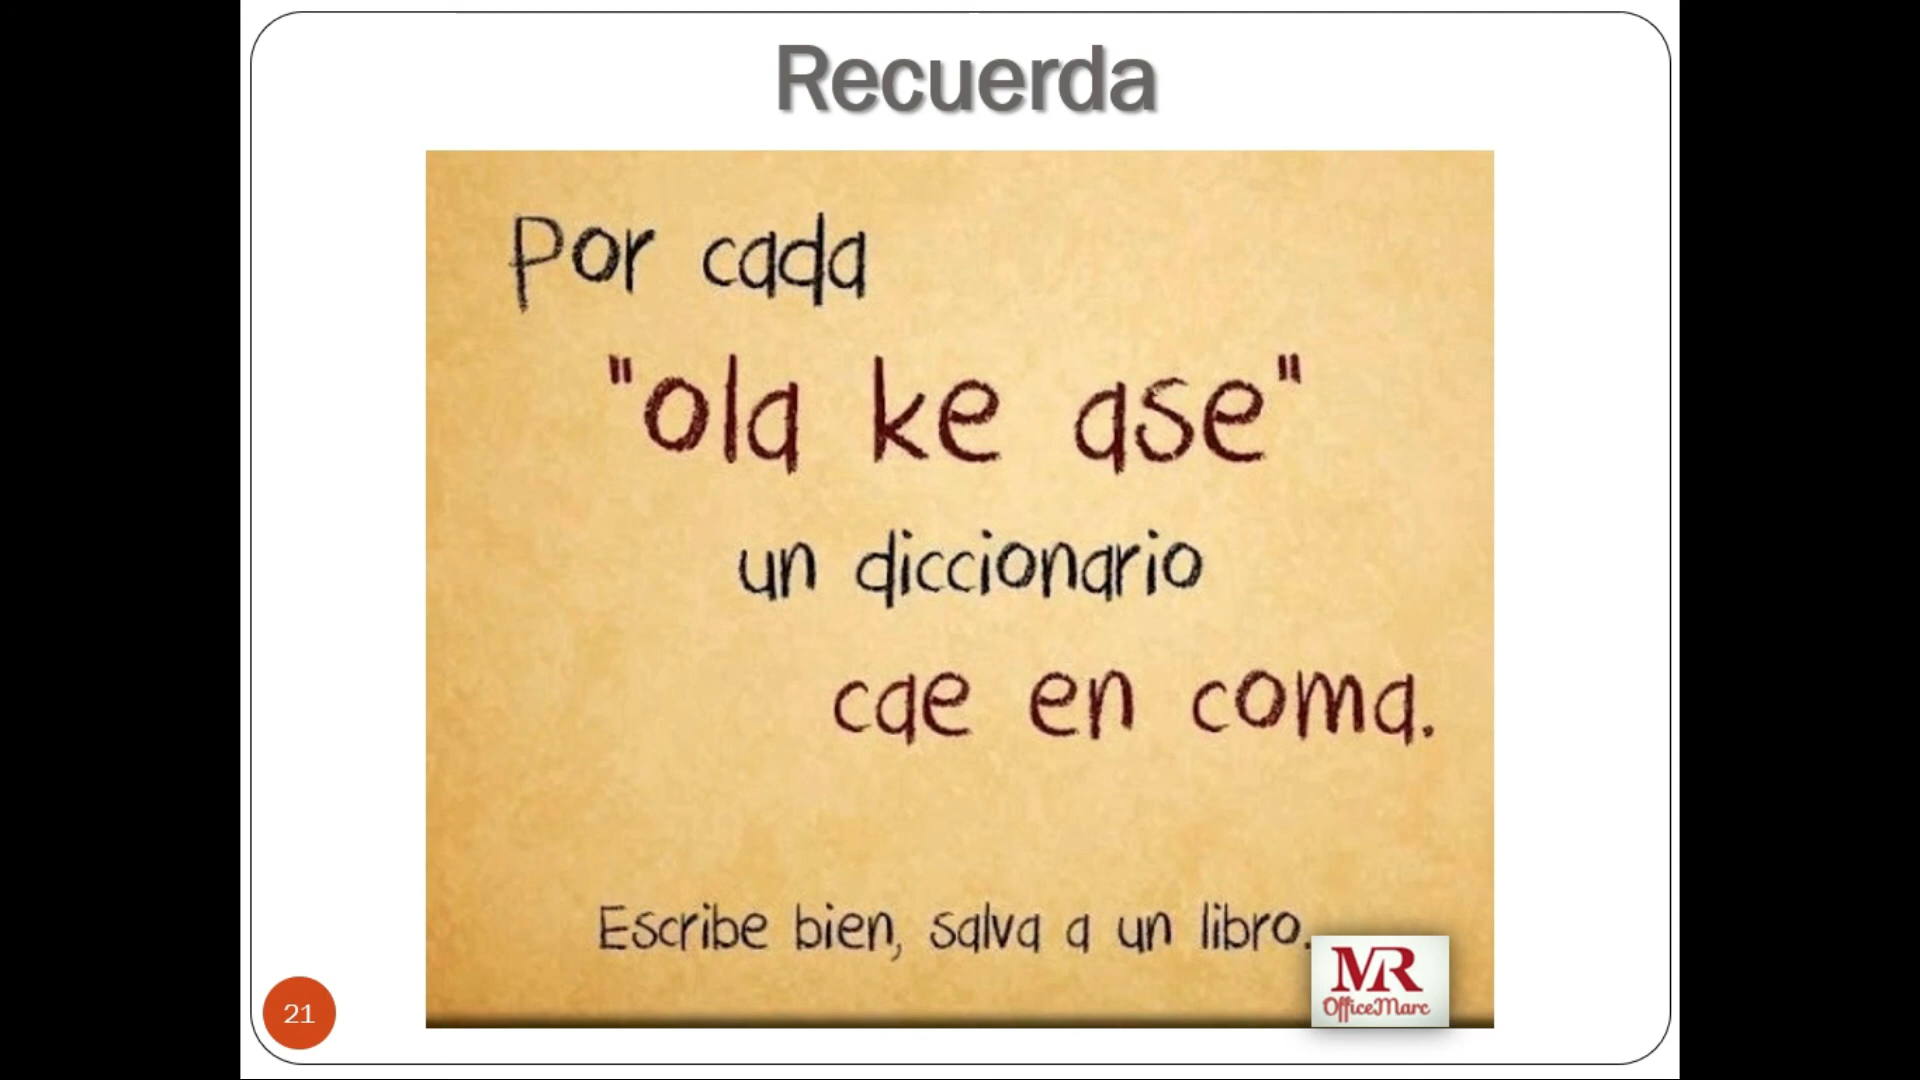 Recuerda
Por cada
"ola ke ase"
un diccionario
cae en coma.
Escribe bien, salva a un libro.
MR
OfficeMarc
21